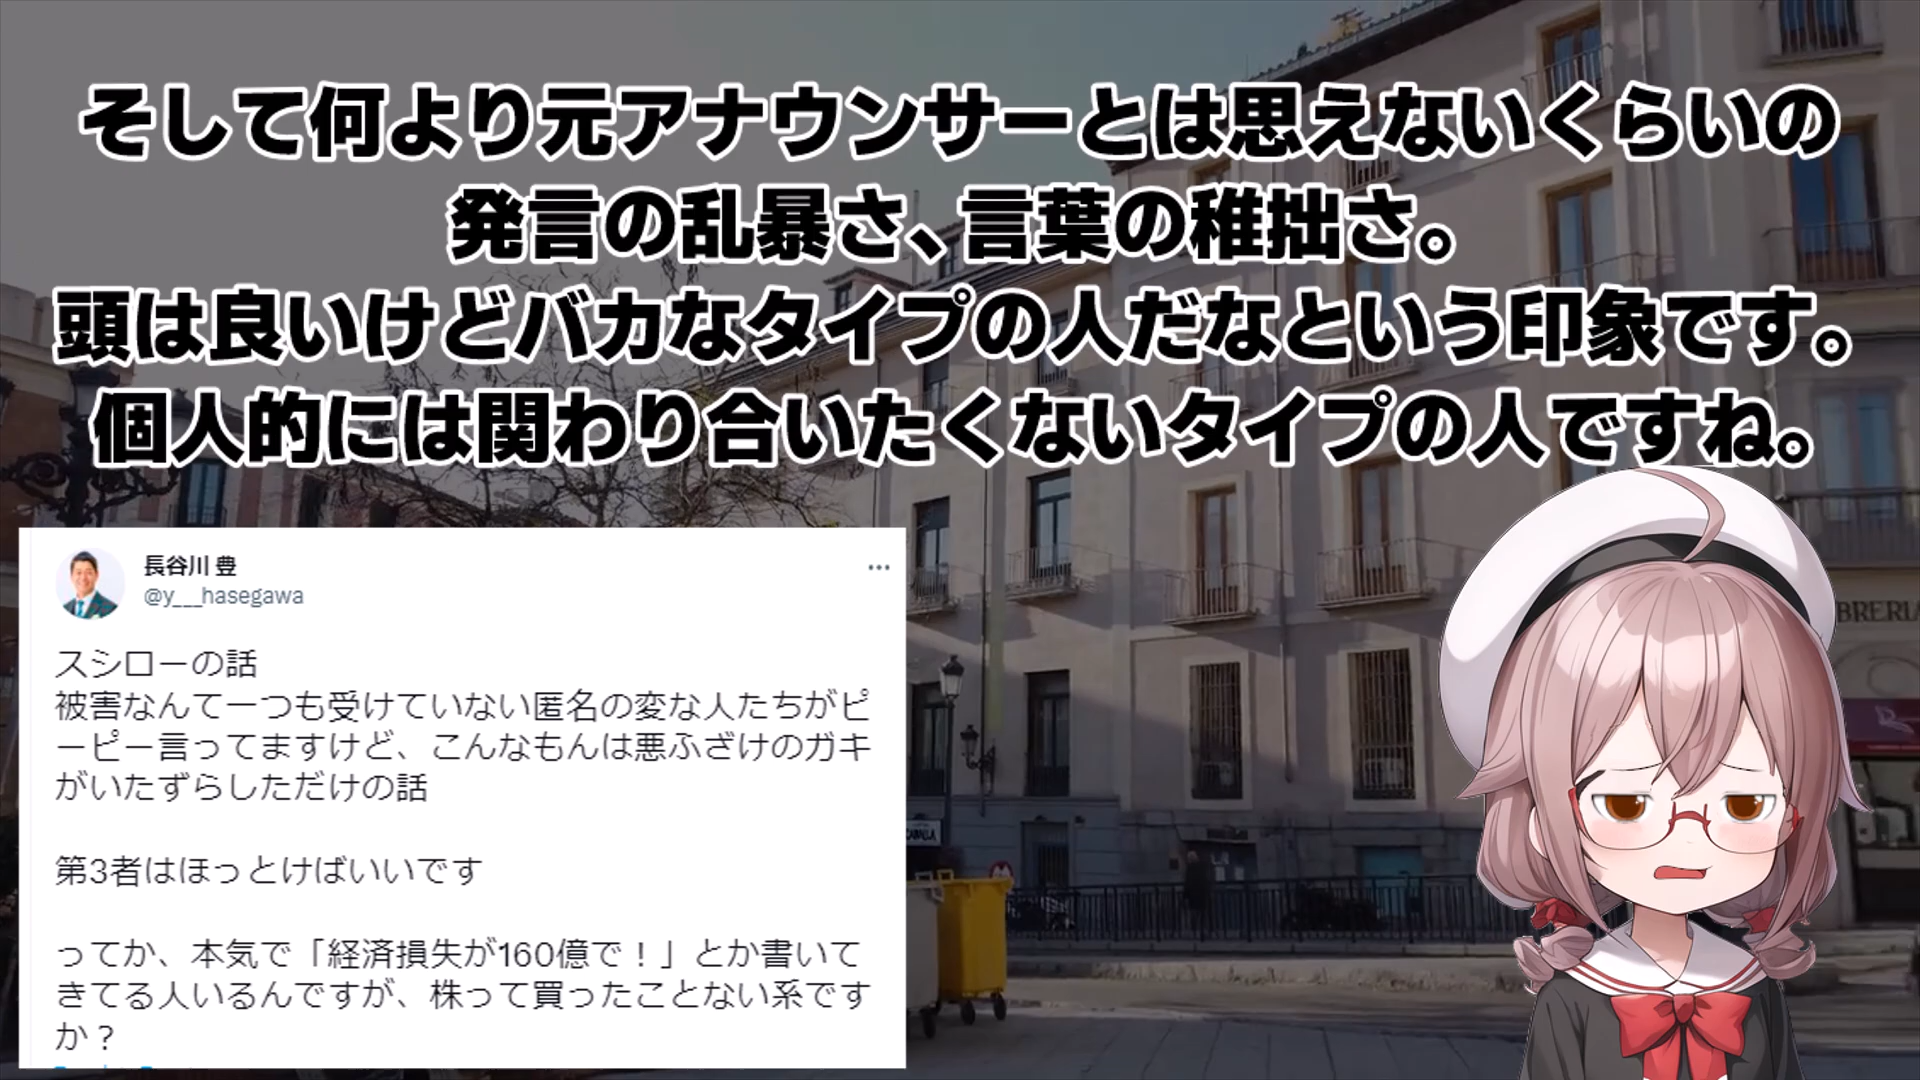 そして何より元アナウンサーとは思えないくらいの
発言の乱暴さ、言葉の稚拙さ。
頭は良いけどバカなタイプの人だなという印象です。
個人的には関わり合いたくないタイプの人ですね。
長谷川 豊
@y___hasegawa
スシローの話
被害なんて一つも受けていない匿名の変な人たちがピ
ーピー言ってますけど、こんなもんは悪ふざけのガキ
がいたずらしただけの話
第3者はほっとけばいいです
ってか、本気で「経済損失が160億で！」とか書いて
きてる人いるんですが、株って買ったことない系です
か？